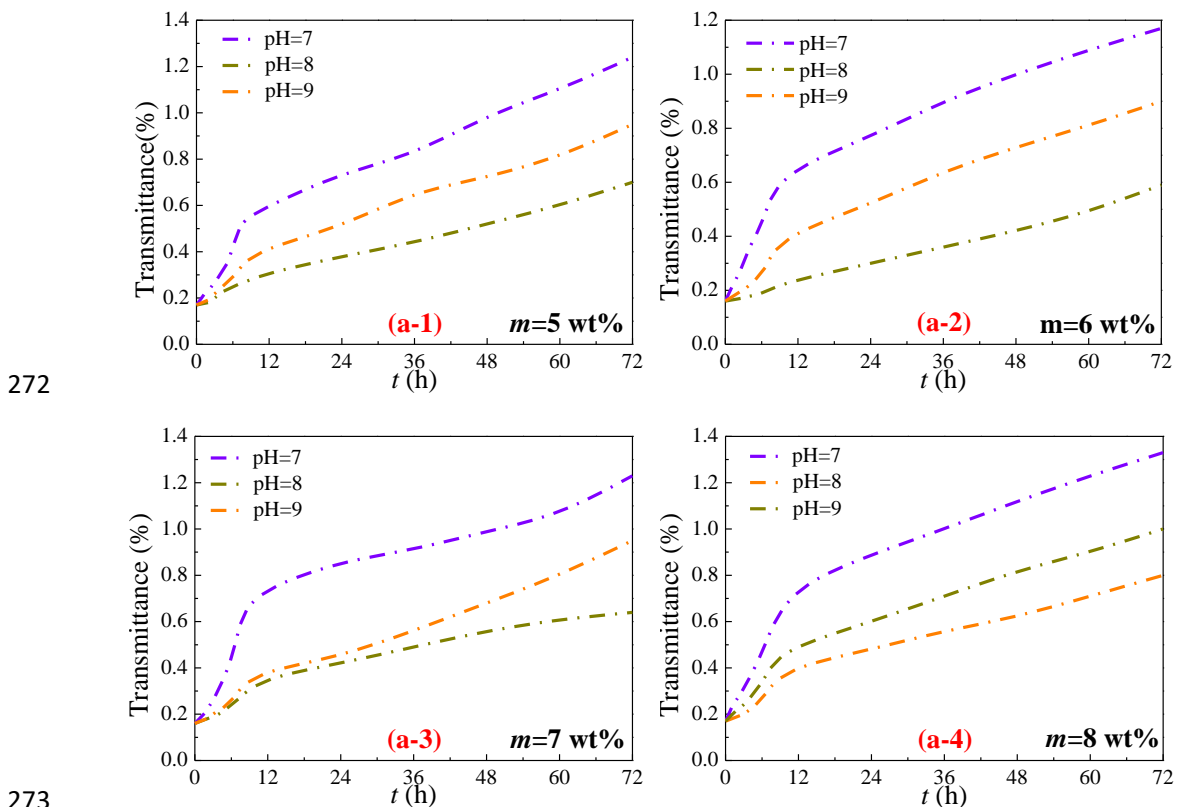 1.4
1.2
1.0
0.8
0.6
0.4
0.2
0.0
Transmittance(%)
pH=7
pH=8
pH=9
(a-1)
m=5 wt%
0 12 24 36 48 60 72
t (h)
1.2
1.0
0.8
0.6
0.4
0.2
0.0
Transmittance (%)
pH=7
pH=8
pH=9
(a-2)
m=6 wt%
0 12 24 36 48 60 72
t (h)
272
1.4
1.2
1.0
0.8
0.6
0.4
0.2
0.0
Transmittance (%)
pH=7
pH=8
pH=9
(a-3)
m=7 wt%
0 12 24 36 48 60 72
t (h)
1.4
1.2
1.0
0.8
0.6
0.4
0.2
0.0
Transmittance (%)
pH=7
pH=8
pH=9
(a-4)
m=8 wt%
0 12 24 36 48 60 72
t (h)
273